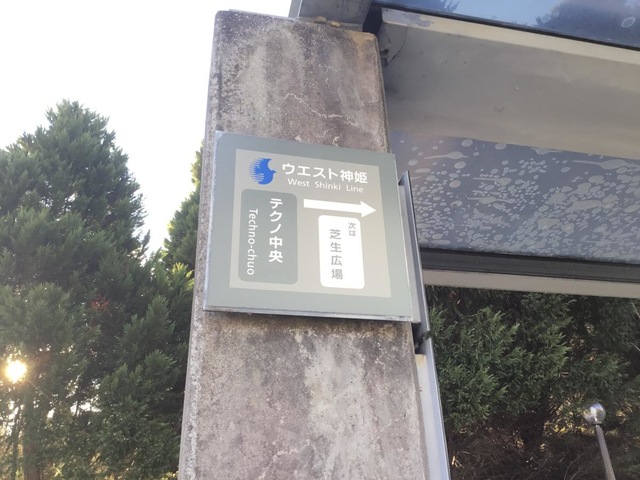 ウエスト神姫
West Shinki Line
テクノ中央
Techno-chuo
次は
芝生広場